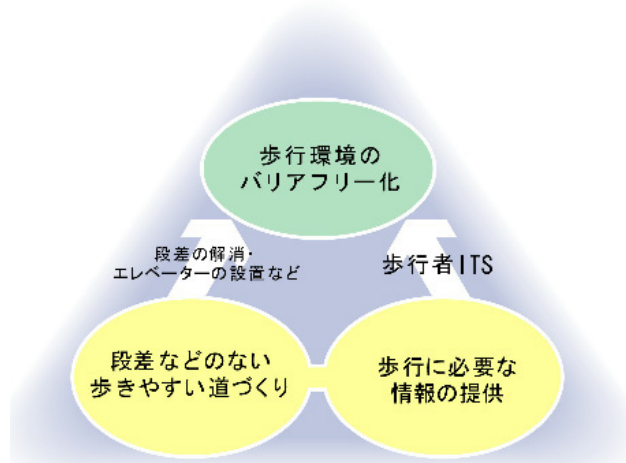 歩行環境の
バリアフリー化
段差の解消・
エレベーターの設置など
歩行者ITS
段差などのない
歩きやすい道づくり
歩行に必要な
情報の提供